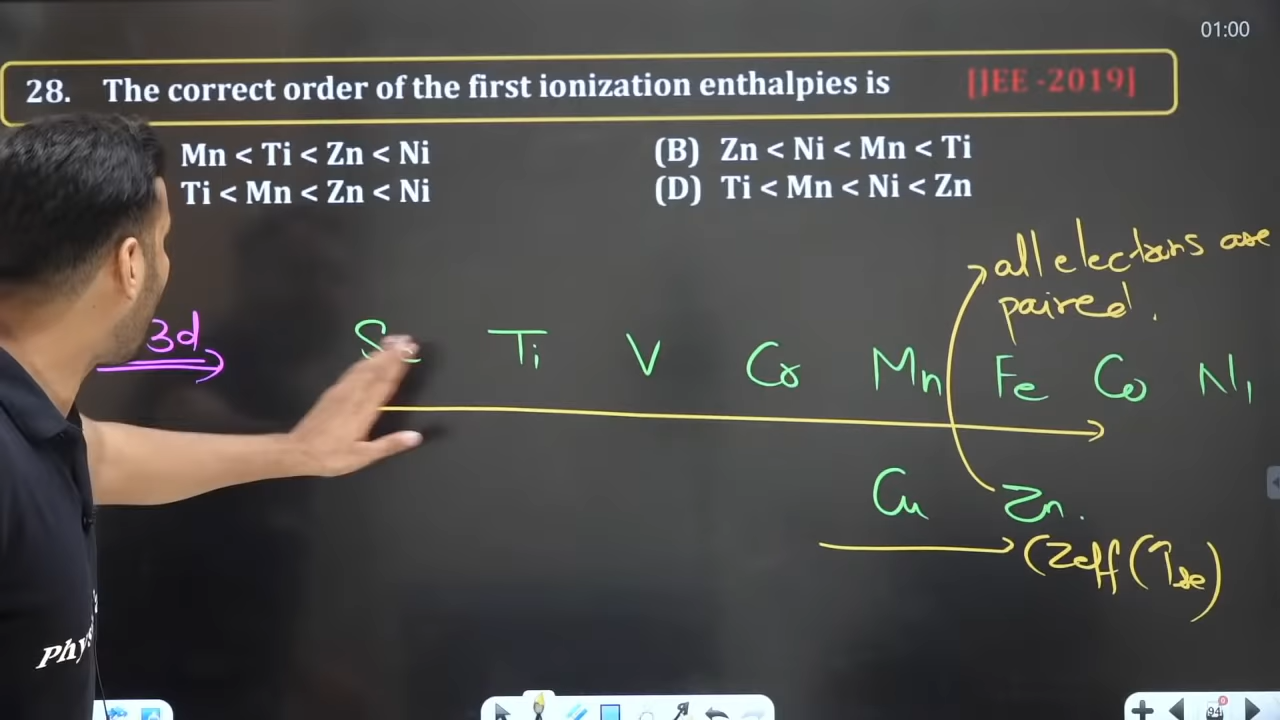 01:00
28. The correct order of the first ionization enthalpies is [JEE -2019]
Mn < Ti < Zn < Ni (B) Zn < Ni < Mn < Ti
Ti < Mn < Zn < Ni (D) Ti < Mn < Ni < Zn
all electrons are
paired.
3d
Ti V Cr Mn Fe Co Ni
Cu Zn.
(Zeff (↑se)
Phy
94